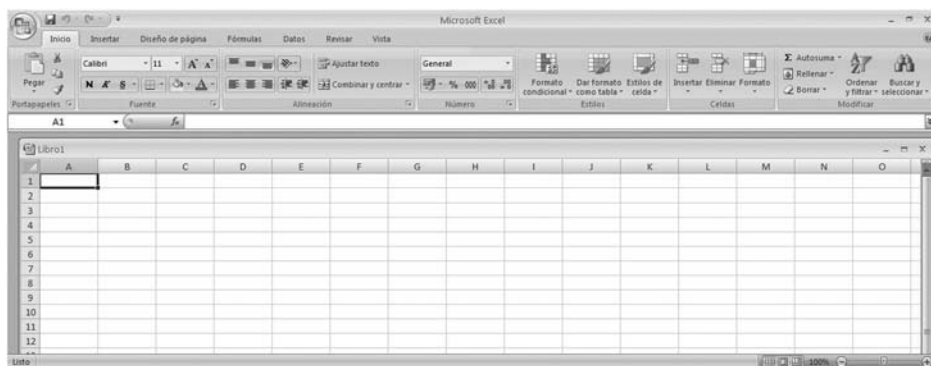 Microsoft Excel
Inicio Insertar Diseño de página Fórmulas Datos Revisar Vista
Pegar
Calibri 11 A A
N K S A
Ajustar texto
Combinar y centrar
General
% 000
Formato condicional
Dar formato como tabla
Estilos de celda
Insertar Eliminar Formato
Σ Autosuma
Rellenar
Borrar
Ordenar y filtrar
Buscar y seleccionar
Portapapeles Fuente Alineación Número Estilos Celdas Modificar
A1 fx
Libro1
A B C D E F G H I J K L M N O
1
2
3
4
5
6
7
8
9
10
11
12
Listo 100%